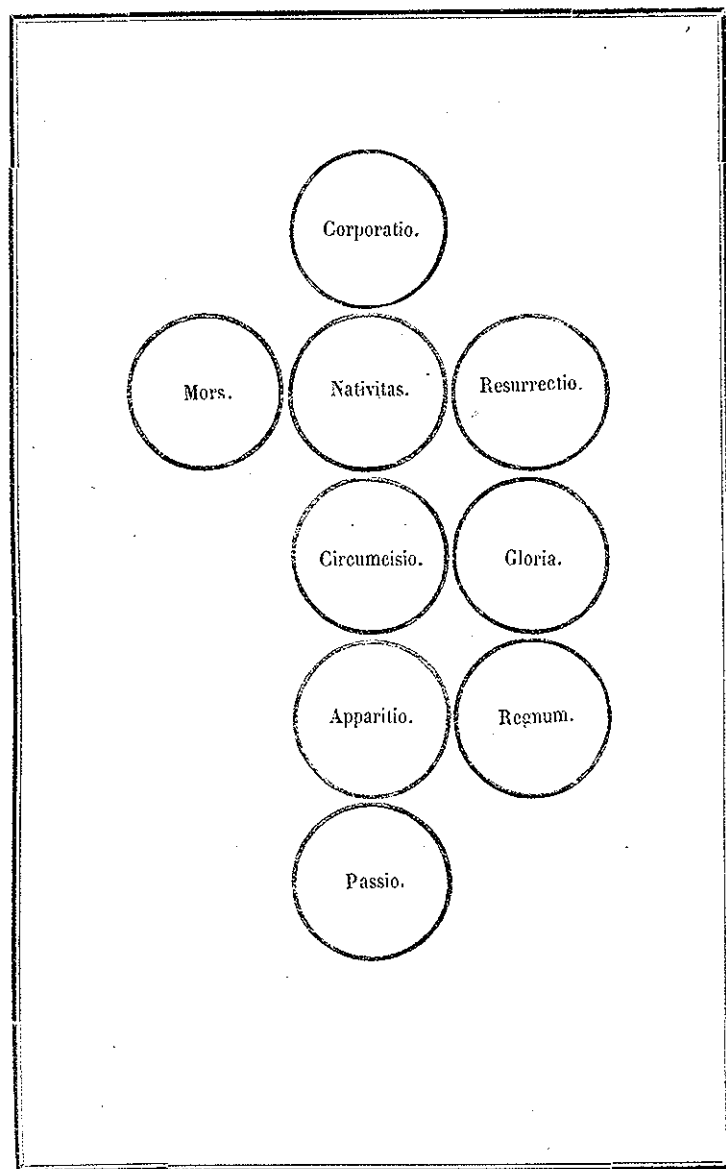 Corporatio.
Mors. Nativitas. Resurrectio.
Circumcisio. Gloria.
Apparitio. Regnum.
Passio.